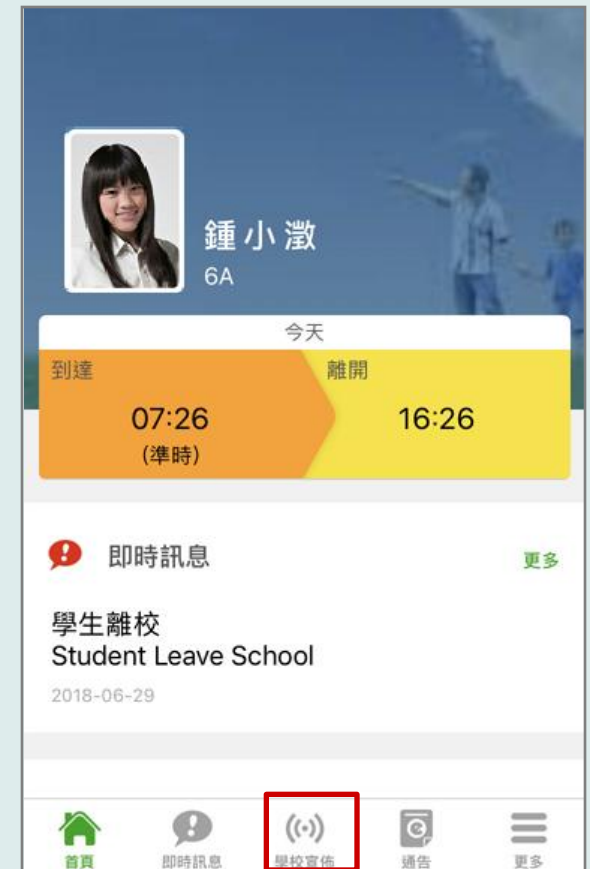 鍾小澂
6A
今天
到達
離開
07:26
16:26
(準時)
即時訊息
更多
學生離校
Student Leave School
2018-06-29
首頁
即時訊息
學校宣佈
通告
更多